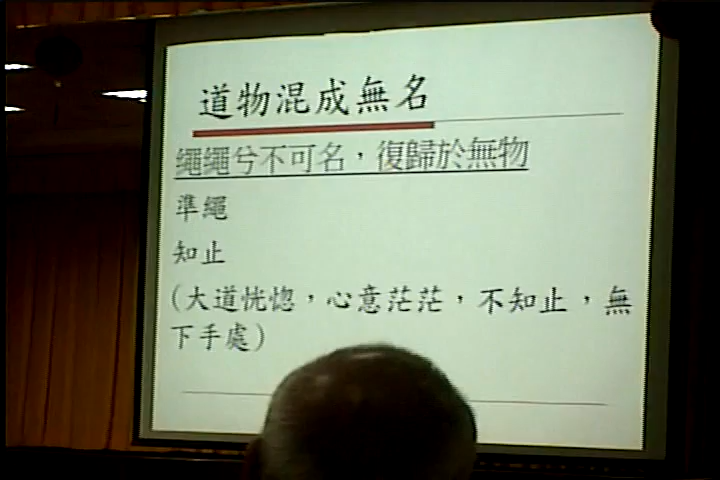 道物混成無名
繩繩兮不可名，復歸於無物
準繩
知止
(大道恍惚，心意茫茫，不知止，無
下手處)